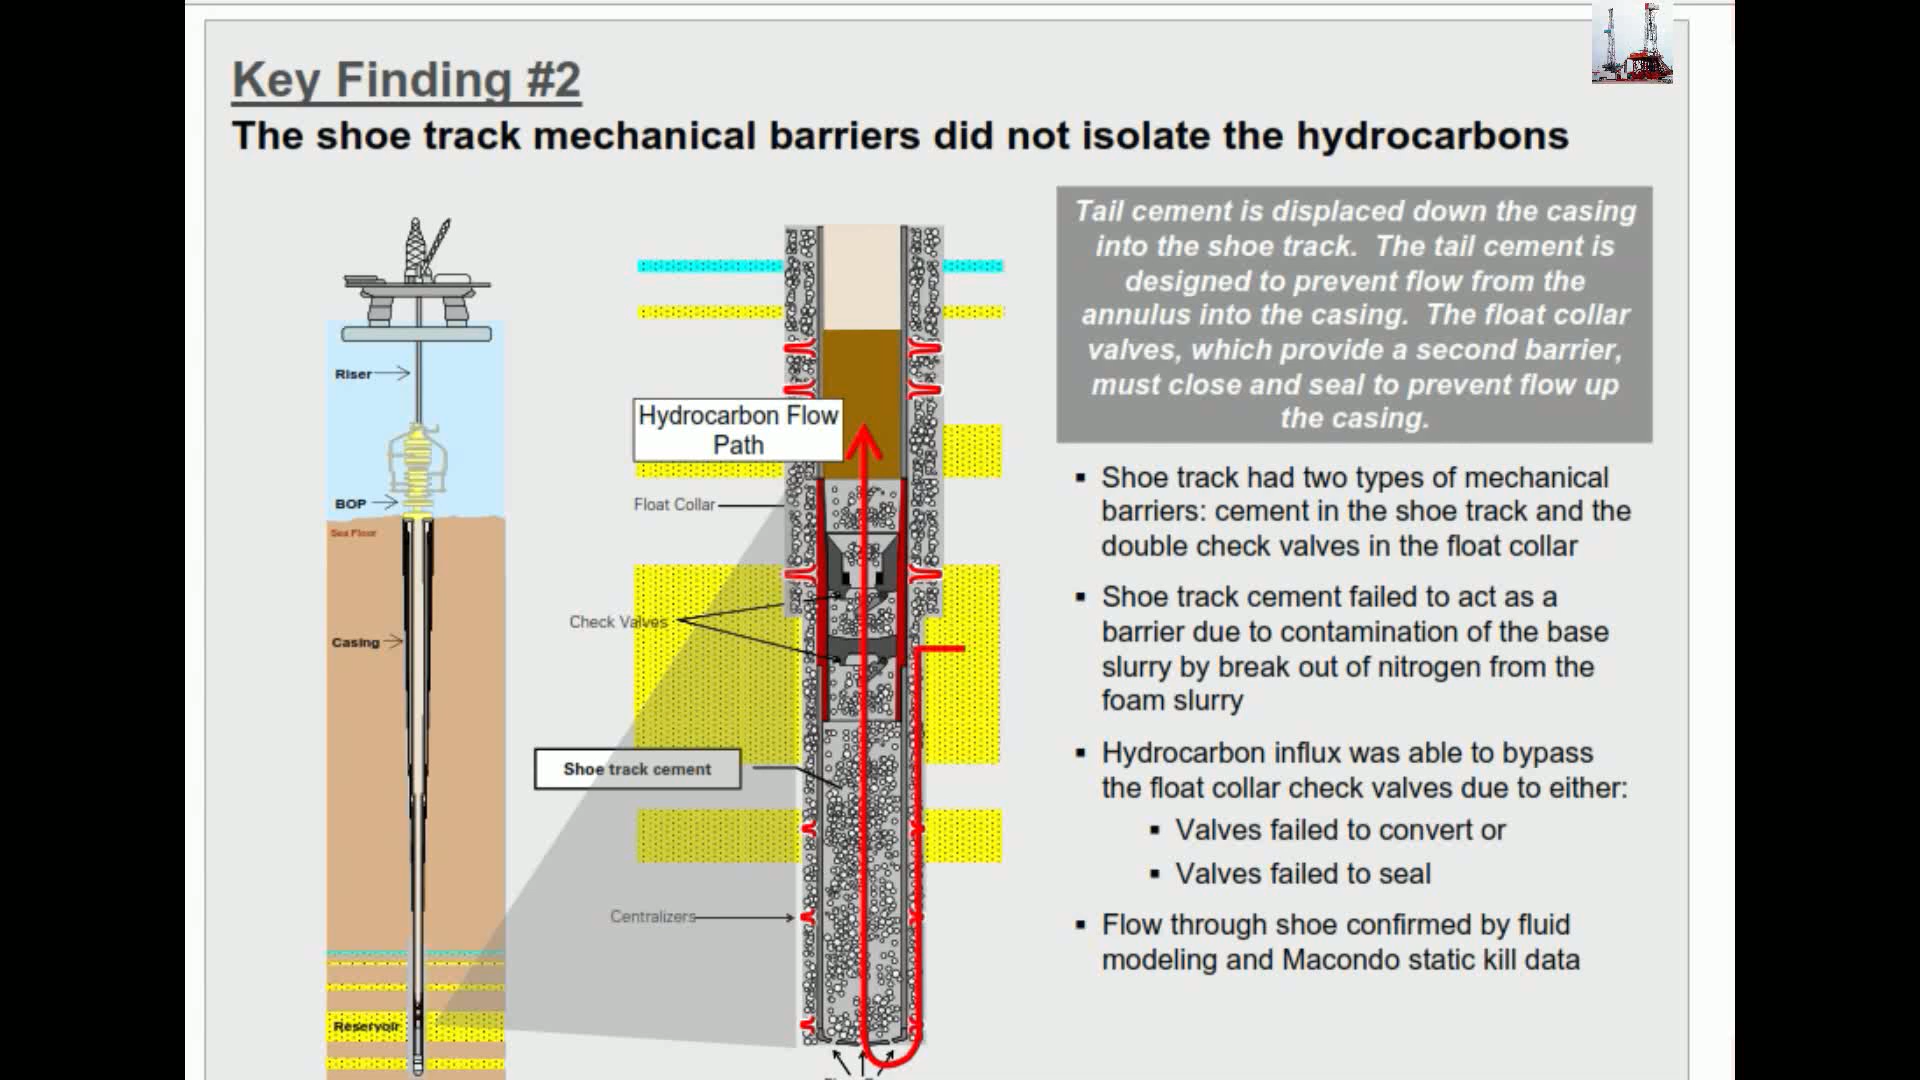 Key Finding #2
The shoe track mechanical barriers did not isolate the hydrocarbons
Riser
BOP
Sea Floor
Casing
Reservoir
Hydrocarbon Flow
Path
Float Collar
Check Valves
Shoe track cement
Centralizers
Tail cement is displaced down the casing
into the shoe track. The tail cement is
designed to prevent flow from the
annulus into the casing. The float collar
valves, which provide a second barrier,
must close and seal to prevent flow up
the casing.
▪ Shoe track had two types of mechanical
barriers: cement in the shoe track and the
double check valves in the float collar
▪ Shoe track cement failed to act as a
barrier due to contamination of the base
slurry by break out of nitrogen from the
foam slurry
▪ Hydrocarbon influx was able to bypass
the float collar check valves due to either:
▪ Valves failed to convert or
▪ Valves failed to seal
▪ Flow through shoe confirmed by fluid
modeling and Macondo static kill data